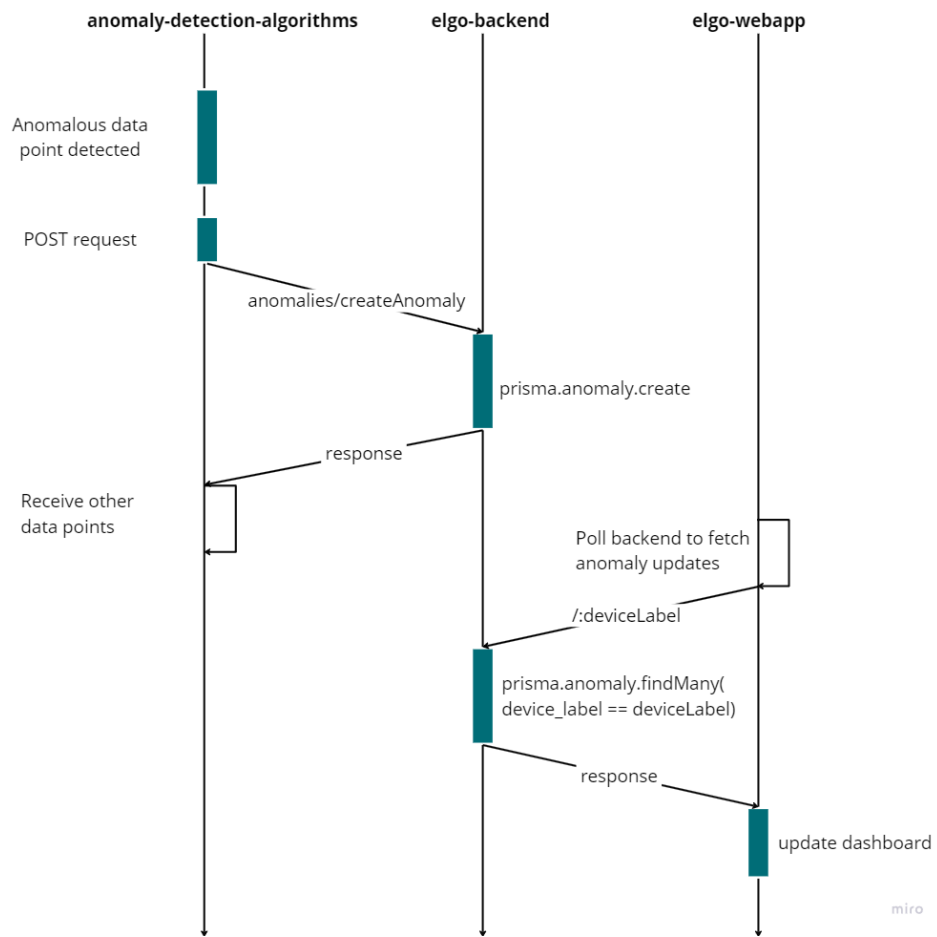 anomaly-detection-algorithms
elgo-backend
elgo-webapp
Anomalous data
point detected
POST request
anomalies/createAnomaly
prisma.anomaly.create
response
Receive other
data points
Poll backend to fetch
anomaly updates
/:deviceLabel
prisma.anomaly.findMany(
device_label == deviceLabel)
response
update dashboard
miro